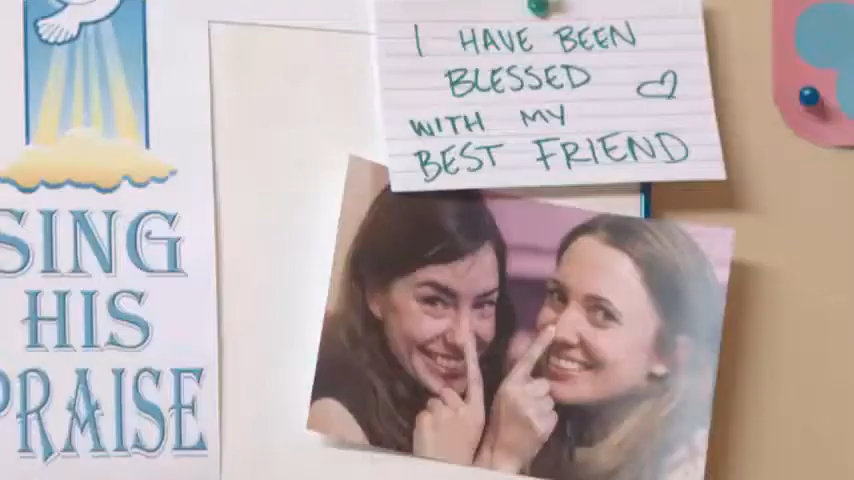 SING
HIS
PRAISE
I HAVE BEEN
BLESSED
WITH MY
BEST FRIEND